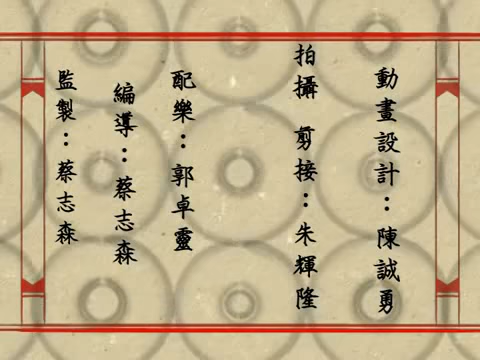 動畫設計：陳誠勇
拍攝 剪接：朱輝隆
配樂：郭卓靈
編導：蔡志森
監製：蔡志森